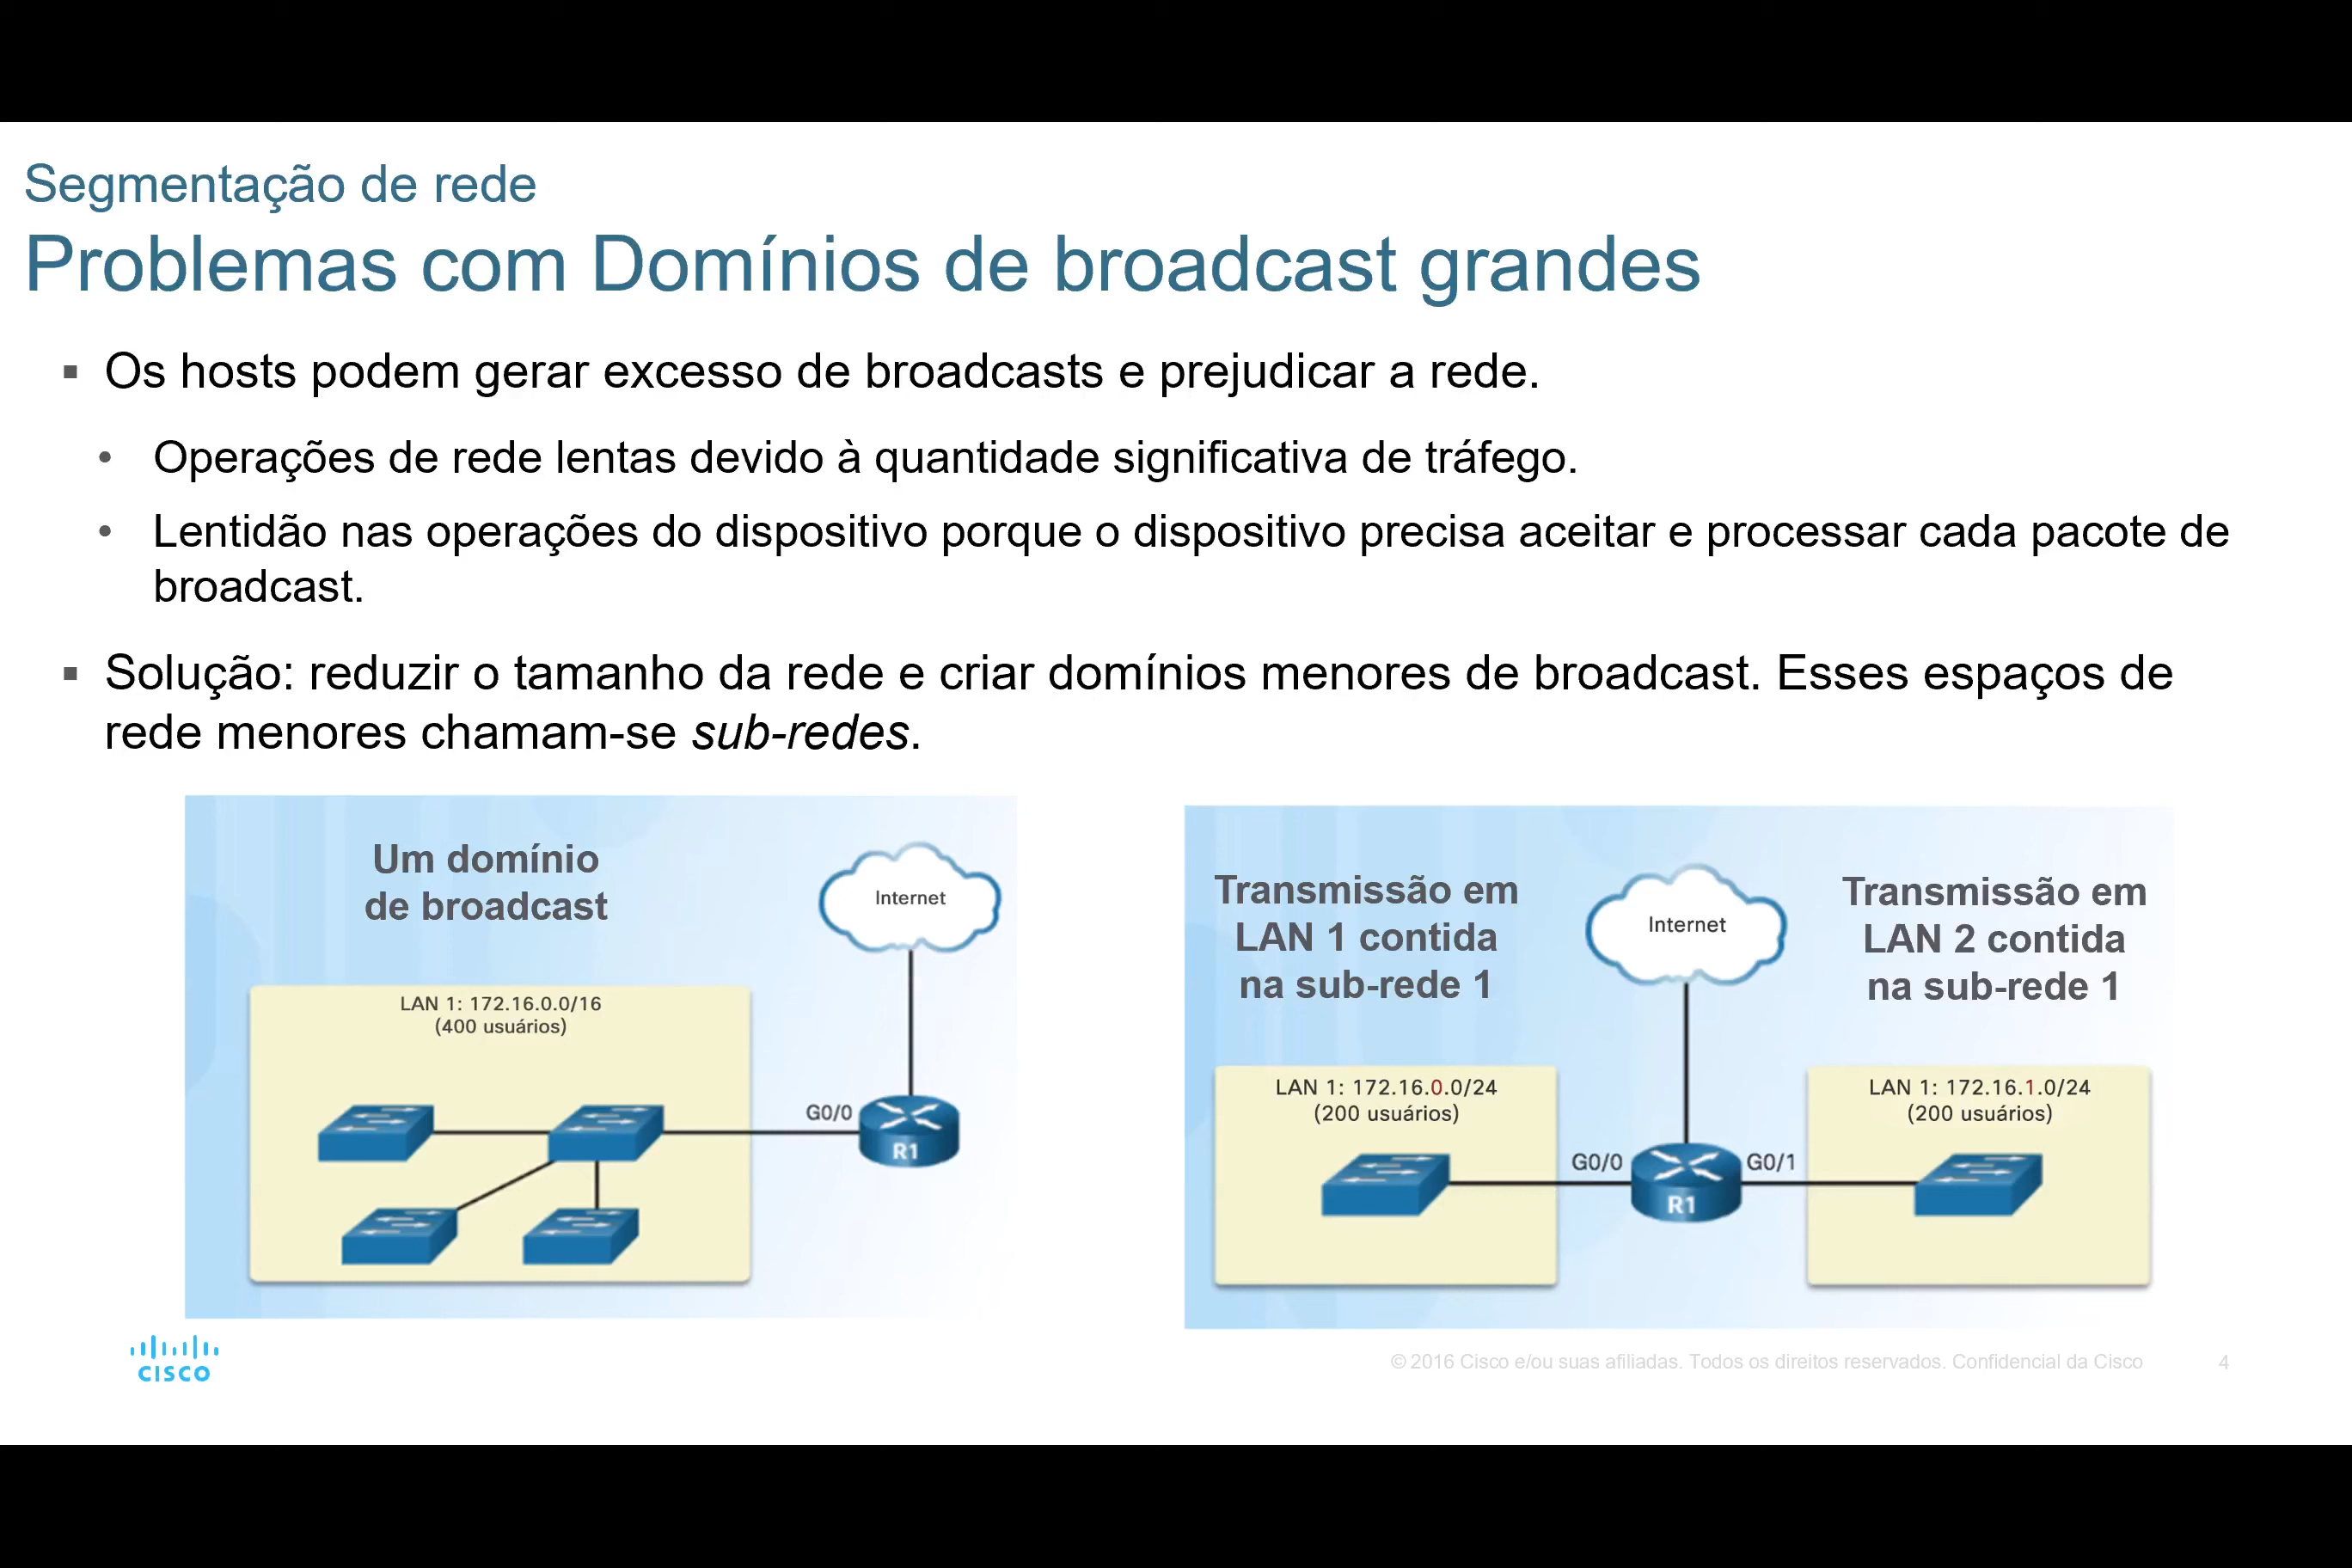 Segmentação de rede
Problemas com Domínios de broadcast grandes
▪ Os hosts podem gerar excesso de broadcasts e prejudicar a rede.
• Operações de rede lentas devido à quantidade significativa de tráfego.
• Lentidão nas operações do dispositivo porque o dispositivo precisa aceitar e processar cada pacote de
broadcast.
▪ Solução: reduzir o tamanho da rede e criar domínios menores de broadcast. Esses espaços de
rede menores chamam-se sub-redes.
Um domínio
de broadcast
Internet
LAN 1: 172.16.0.0/16
(400 usuários)
G0/0
R1
Transmissão em
LAN 1 contida
na sub-rede 1
Internet
Transmissão em
LAN 2 contida
na sub-rede 1
LAN 1: 172.16.0.0/24
(200 usuários)
G0/0
R1
G0/1
LAN 1: 172.16.1.0/24
(200 usuários)
CISCO
© 2016 Cisco e/ou suas afiliadas. Todos os direitos reservados. Confidencial da Cisco
4